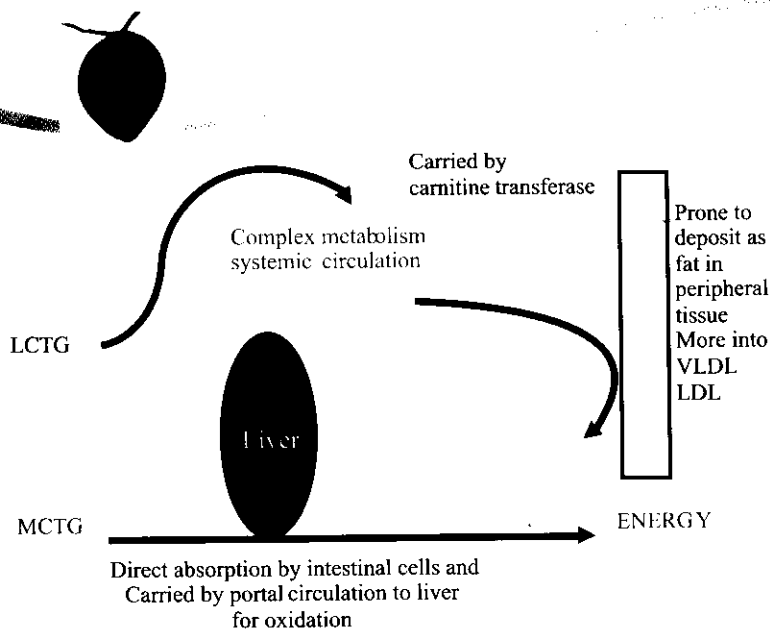 Carried by
carnitine transferase
Complex metabolism
systemic circulation
Prone to
deposit as
fat in
peripheral
tissue
More into
VLDL
LDL
LCTG
Liver
MCTG
ENERGY
Direct absorption by intestinal cells and
Carried by portal circulation to liver
for oxidation